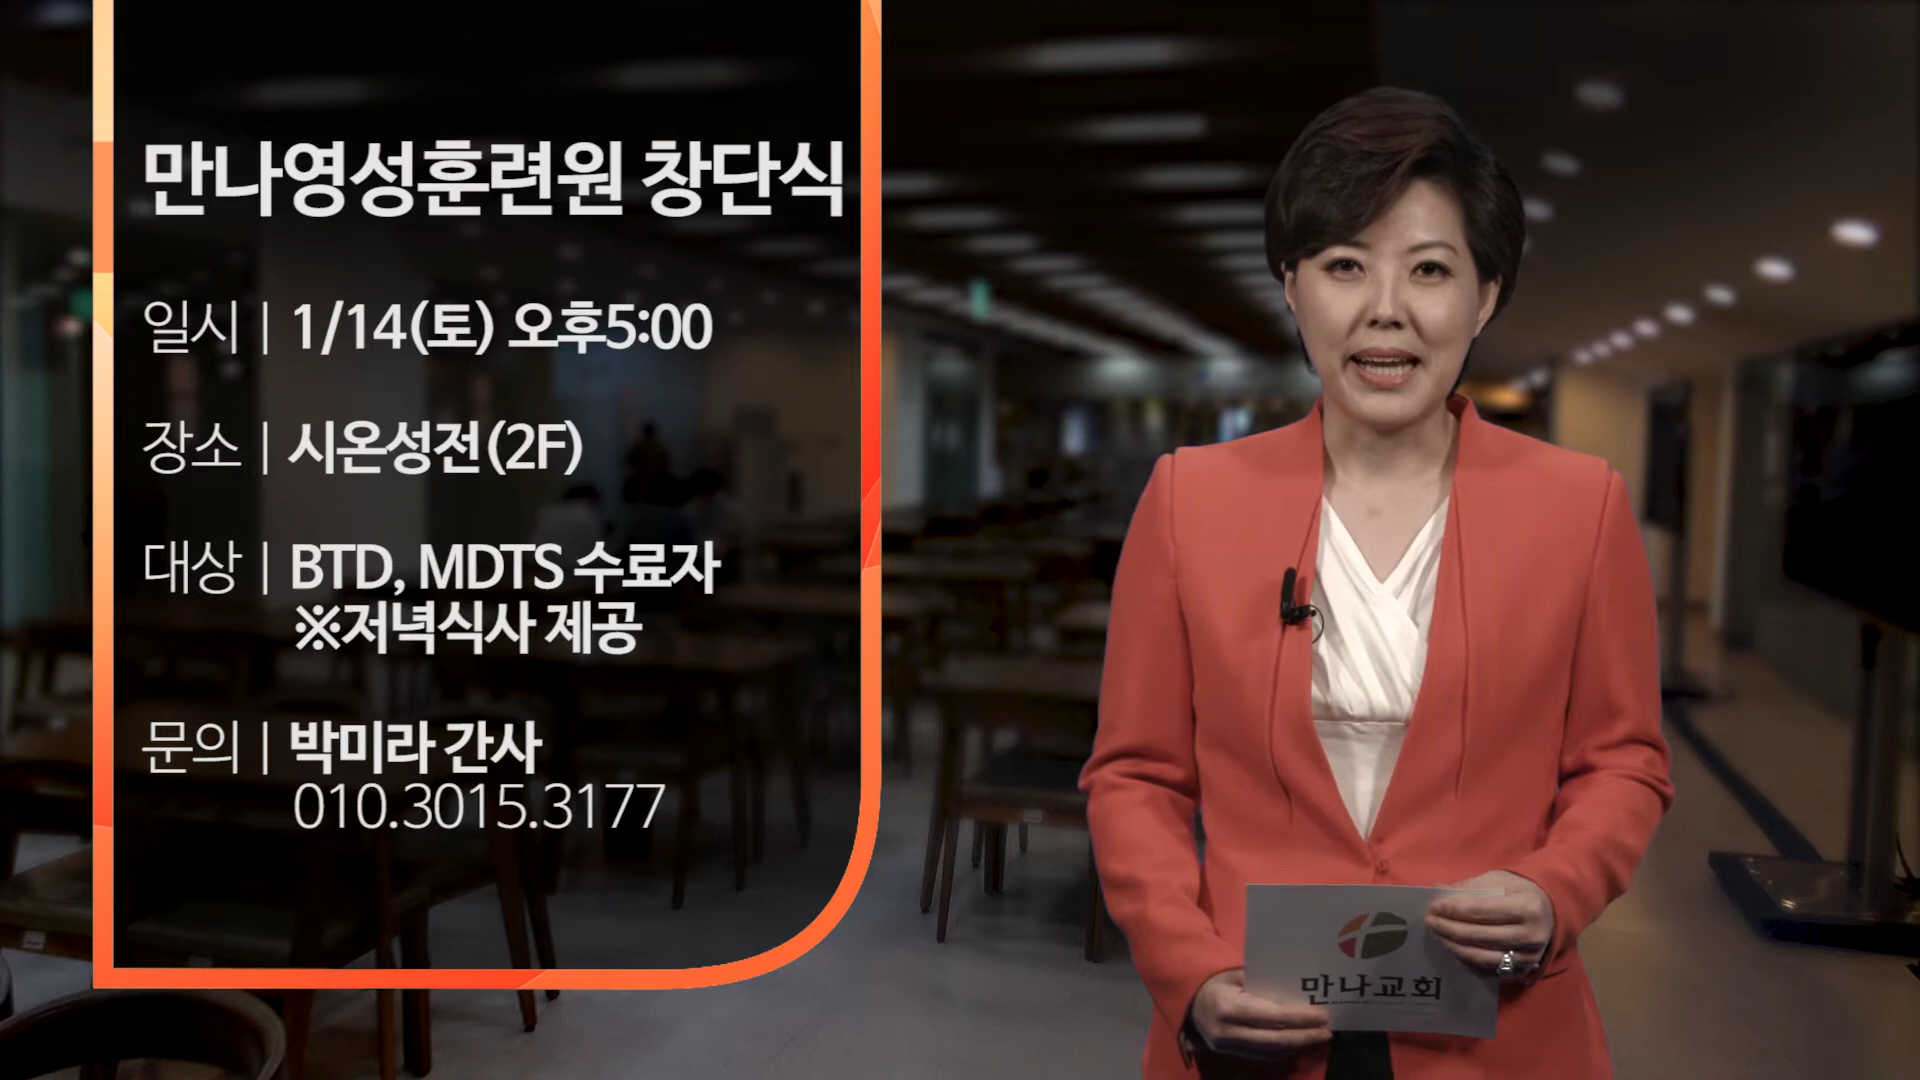 만나영성훈련원 창단식
일시 | 1/14(토) 오후5:00
장소 | 시온성전(2F)
대상 | BTD, MDTS 수료자
※저녁식사 제공
문의 | 박미라 간사
010.3015.3177
만나교회